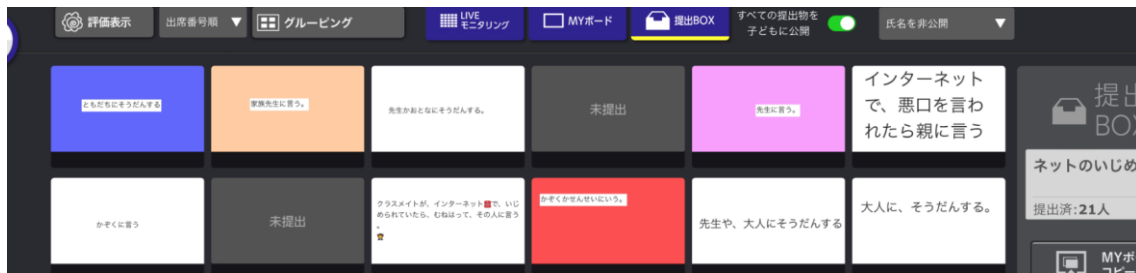 評価表示
出席番号順 ▼
グルーピング
LIVE
モニタリング
MYボード
提出BOX
すべての提出物を
子どもに公開
氏名を非公開 ▼
ともだちにそうだんする
家族先生に言う。
先生かおとなにそうだんする。
未提出
先生に言う。
インターネット
で、悪口を言わ
れたら親に言う
提出
BOX
かぞくに言う
未提出
クラスメイトが、インターネットで、いじ
められていたら、むねはって、その人に言う
。
かぞくかせんせいにいう。
先生や、大人にそうだんする
大人に、そうだんする。
ネットのいじめ
提出済:21人
MYボ
コピー